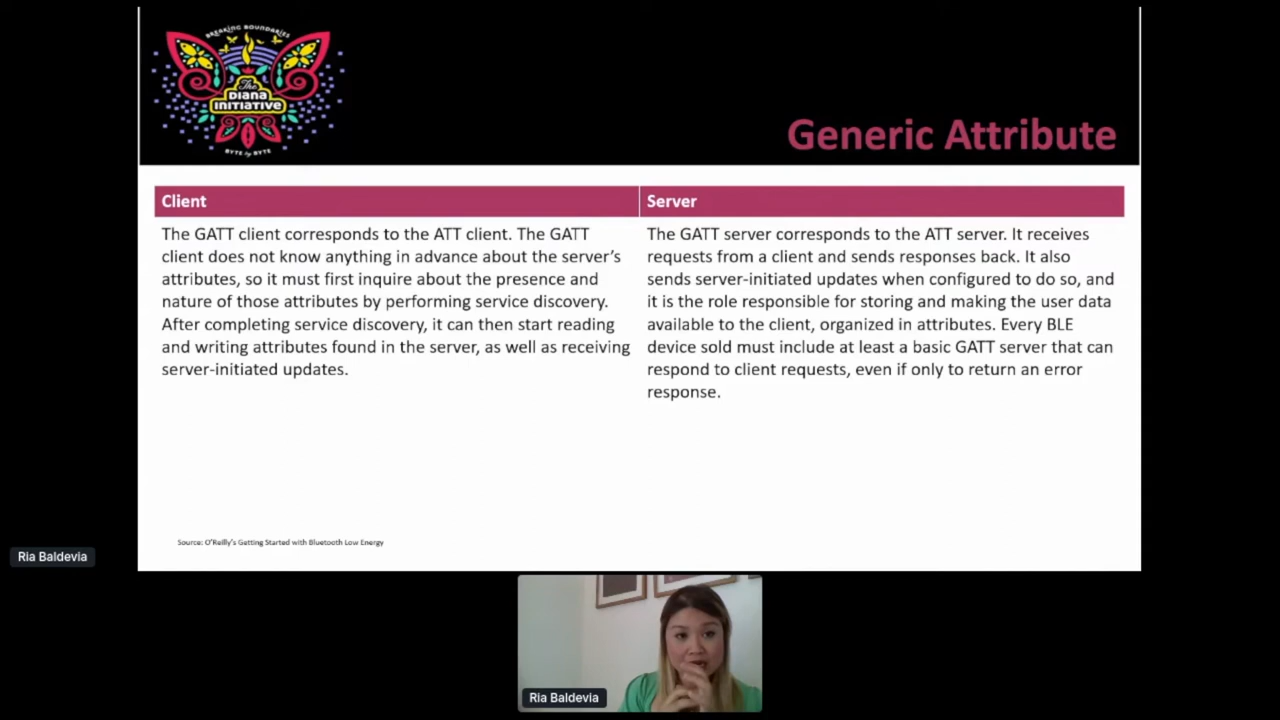 BREAKING BOUNDARIES
The
DIANA
INITIATIVE
BYTE by BYTE
Generic Attribute
Client
Server
The GATT client corresponds to the ATT client. The GATT
client does not know anything in advance about the server's
attributes, so it must first inquire about the presence and
nature of those attributes by performing service discovery.
After completing service discovery, it can then start reading
and writing attributes found in the server, as well as receiving
server-initiated updates.
The GATT server corresponds to the ATT server. It receives
requests from a client and sends responses back. It also
sends server-initiated updates when configured to do so, and
it is the role responsible for storing and making the user data
available to the client, organized in attributes. Every BLE
device sold must include at least a basic GATT server that can
respond to client requests, even if only to return an error
response.
Source: O'Reilly's Getting Started with Bluetooth Low Energy
Ria Baldevia
Ria Baldevia